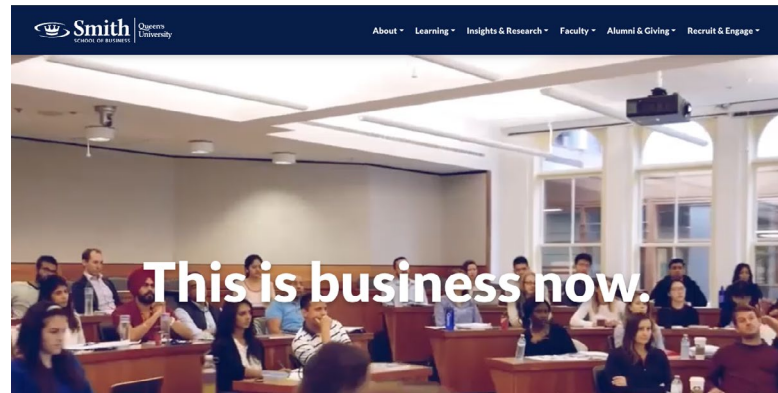 Smith
SCHOOL OF BUSINESS
Queen's
University
About
Learning
Insights & Research
Faculty
Alumni & Giving
Recruit & Engage
This is business now.